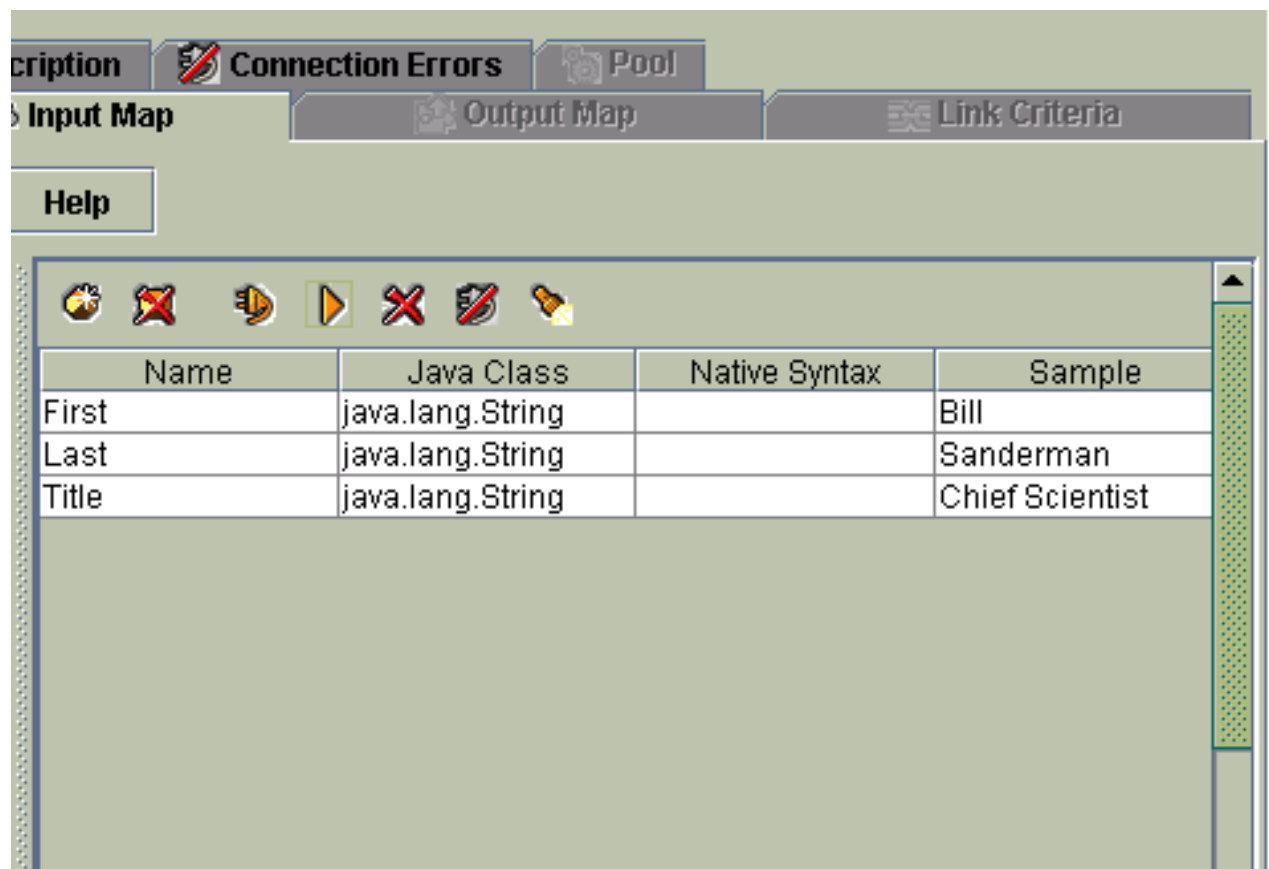 cription Connection Errors Pool
Input Map Output Map Link Criteria
Help
Name Java Class Native Syntax Sample
First java.lang.String Bill
Last java.lang.String Sanderman
Title java.lang.String Chief Scientist